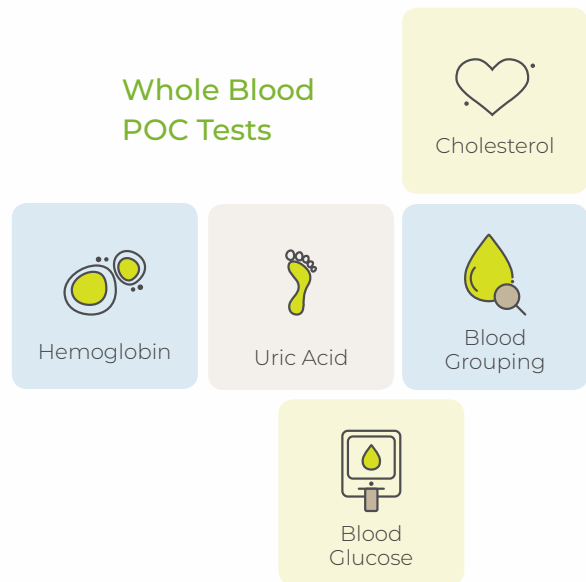 Whole Blood
POC Tests
Cholesterol
Hemoglobin
Uric Acid
Blood
Grouping
Blood
Glucose